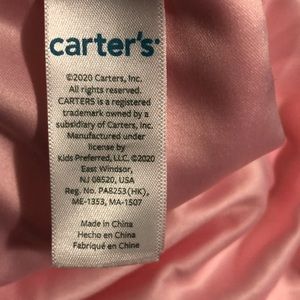 carter's
©2020 Carters, Inc.
All rights reserved.
CARTERS is a registered
trademark owned by a
subsidiary of Carters, Inc.
Manufactured under
license by
Kids Preferred, LLC. ©2020
East Windsor,
NJ 08520, USA
Reg. No. PA8253(HK),
ME-1353, MA-1507
Made in China
Hecho en China
Fabriqué en Chine